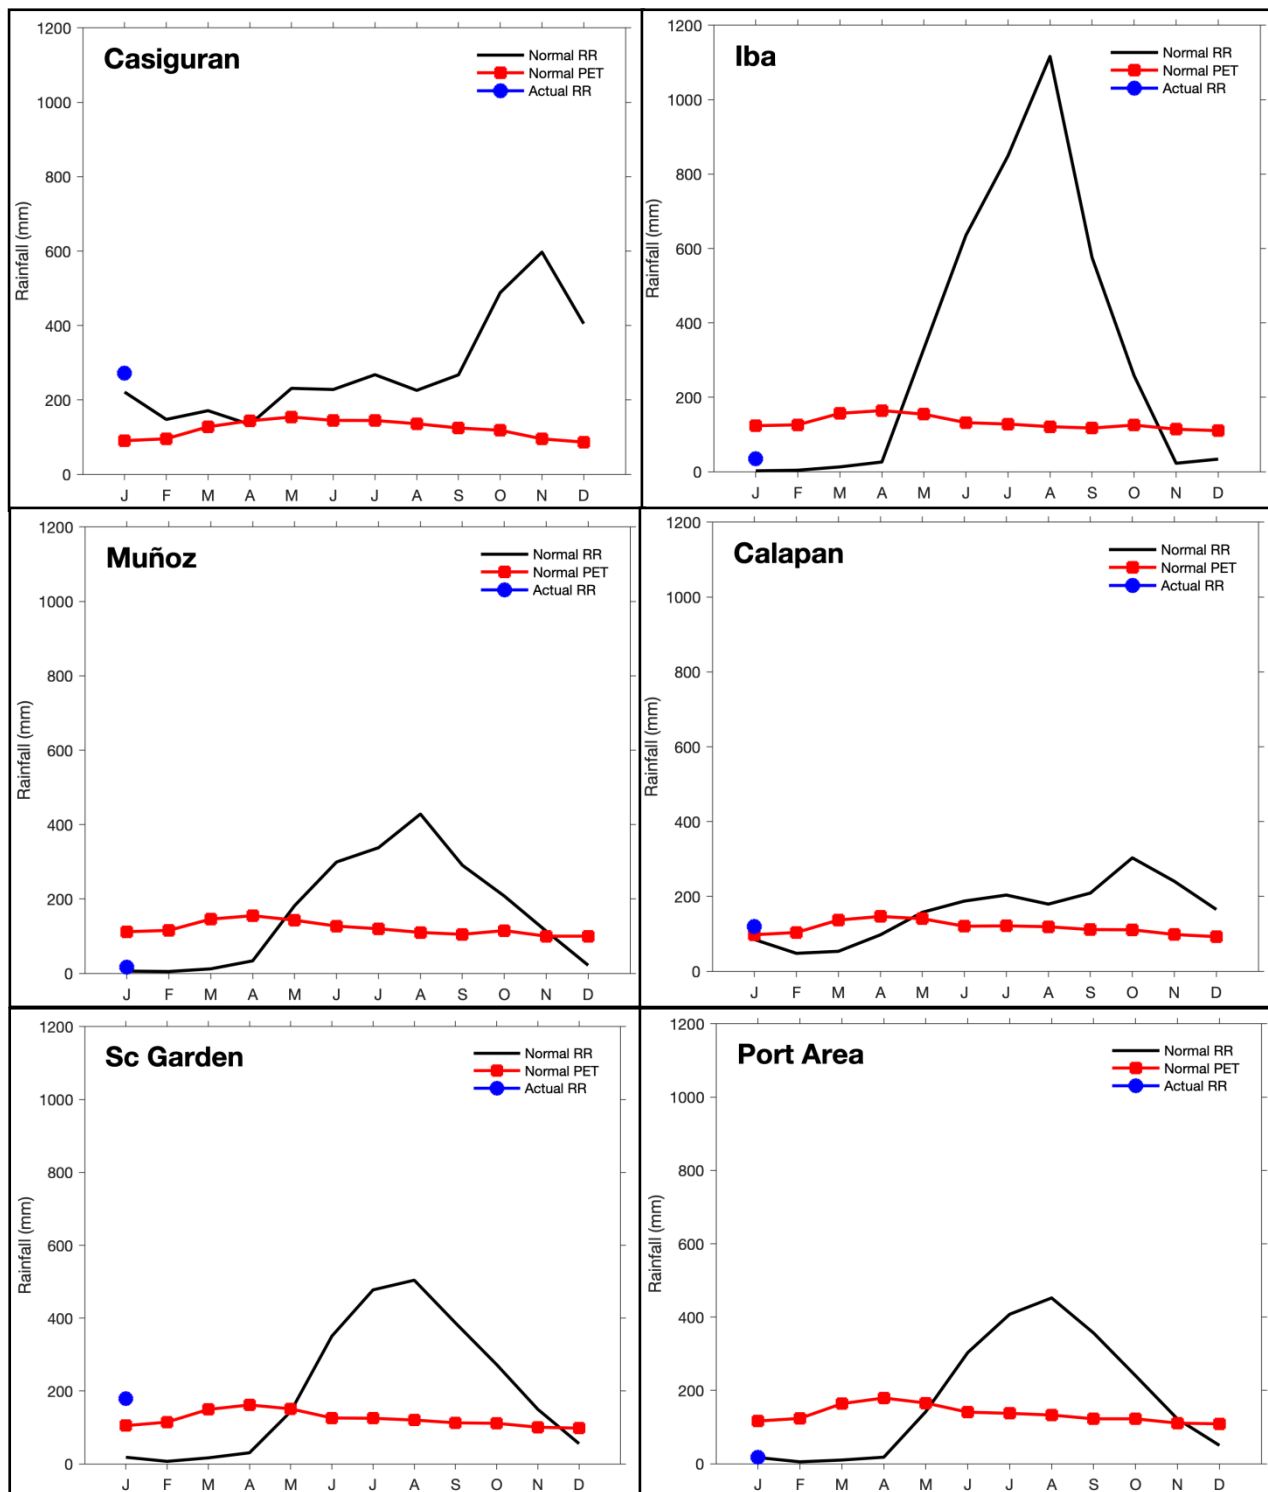 Casiguran
Normal RR
Normal PET
Actual RR
Rainfall (mm)
1200
1000
800
600
400
200
0
J F M A M J J A S O N D
Iba
Normal RR
Normal PET
Actual RR
Rainfall (mm)
1200
1000
800
600
400
200
0
J F M A M J J A S O N D
Muñoz
Normal RR
Normal PET
Actual RR
Rainfall (mm)
1200
1000
800
600
400
200
0
J F M A M J J A S O N D
Calapan
Normal RR
Normal PET
Actual RR
Rainfall (mm)
1200
1000
800
600
400
200
0
J F M A M J J A S O N D
Sc Garden
Normal RR
Normal PET
Actual RR
Rainfall (mm)
1200
1000
800
600
400
200
0
J F M A M J J A S O N D
Port Area
Normal RR
Normal PET
Actual RR
Rainfall (mm)
1200
1000
800
600
400
200
0
J F M A M J J A S O N D